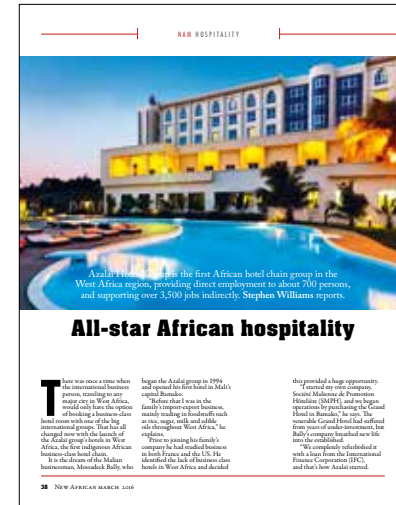 NAM HOSPITALITY
Azalaï Hotels Group is the first African hotel chain group in the
West Africa region, providing direct employment to about 700 persons,
and supporting over 3,500 jobs indirectly. Stephen Williams reports.
All-star African hospitality
There was once a time when
the international business
person, traveling to any
major city in West Africa,
would only have the option
of booking a business-class
hotel room with one of the big
international groups. That has all
changed now with the launch of
the Azalaï group's hotels in West
Africa, the first indigenous African
business-class hotel chain.
It is the dream of the Malian
businessman, Mossadeck Bally, who
began the Azalaï group in 1994
and opened his first hotel in Mali's
capital Bamako.
"Before that I was in the
family's import-export business,
mainly trading in foodstuffs such
as rice, sugar, milk and edible
oils throughout West Africa," he
explains.
Prior to joining his family's
company he had studied business
in both France and the US. He
identified the lack of business class
hotels in West Africa and decided
this provided a huge opportunity.
"I started my own company,
Société Malienne de Promotion
Hôtelière (SMPH), and we began
operations by purchasing the Grand
Hotel in Bamako," he says. The
venerable Grand Hotel had suffered
from years of under-investment, but
Bally's company breathed new life
into the established.
"We completely refurbished it
with a loan from the International
Finance Corporation (IFC),
and that's how Azalaï started.
38 New African march 2016